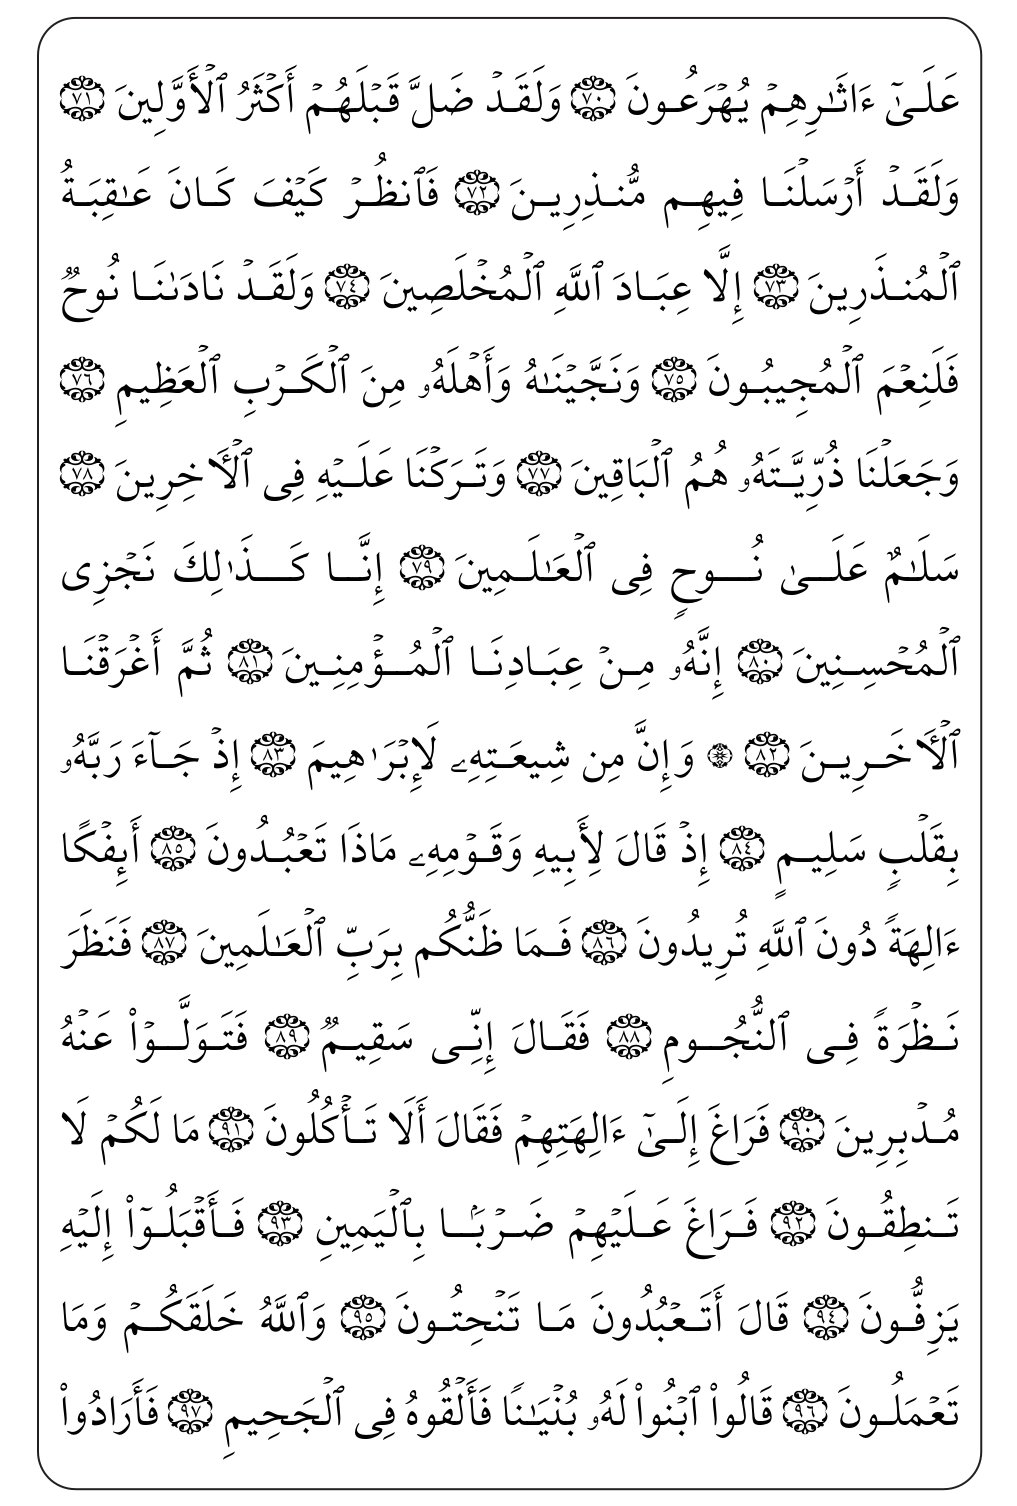 عَلَىٰٓ ءَاثَٰرِهِمۡ يُهۡرَعُونَ ٧٠ وَلَقَدۡ ضَلَّ قَبۡلَهُمۡ أَكۡثَرُ ٱلۡأَوَّلِينَ ٧١
وَلَقَدۡ أَرۡسَلۡنَا فِيهِم مُّنذِرِينَ ٧٢ فَٱنظُرۡ كَيۡفَ كَانَ عَٰقِبَةُ
ٱلۡمُنذَرِينَ ٧٣ إِلَّا عِبَادَ ٱللَّهِ ٱلۡمُخۡلَصِينَ ٧٤ وَلَقَدۡ نَادَىٰنَا نُوحٞ
فَلَنِعۡمَ ٱلۡمُجِيبُونَ ٧٥ وَنَجَّيۡنَٰهُ وَأَهۡلَهُۥ مِنَ ٱلۡكَرۡبِ ٱلۡعَظِيمِ ٧٦
وَجَعَلۡنَا ذُرِّيَّتَهُۥ هُمُ ٱلۡبَاقِينَ ٧٧ وَتَرَكۡنَا عَلَيۡهِ فِي ٱلۡأٓخِرِينَ ٧٨
سَلَٰمٌ عَلَىٰ نُوحٖ فِي ٱلۡعَٰلَمِينَ ٧٩ إِنَّا كَذَٰلِكَ نَجۡزِي
ٱلۡمُحۡسِنِينَ ٨٠ إِنَّهُۥ مِنۡ عِبَادِنَا ٱلۡمُؤۡمِنِينَ ٨١ ثُمَّ أَغۡرَقۡنَا
ٱلۡأٓخَرِينَ ٨٢ ۞ وَإِنَّ مِن شِيعَتِهِۦ لَإِبۡرَٰهِيمَ ٨٣ إِذۡ جَآءَ رَبَّهُۥ
بِقَلۡبٖ سَلِيمٍ ٨٤ إِذۡ قَالَ لِأَبِيهِ وَقَوۡمِهِۦ مَاذَا تَعۡبُدُونَ ٨٥ أَئِفۡكًا
ءَالِهَةٗ دُونَ ٱللَّهِ تُرِيدُونَ ٨٦ فَمَا ظَنُّكُم بِرَبِّ ٱلۡعَٰلَمِينَ ٨٧ فَنَظَرَ
نَظۡرَةٗ فِي ٱلنُّجُومِ ٨٨ فَقَالَ إِنِّي سَقِيمٞ ٨٩ فَتَوَلَّوۡاْ عَنۡهُ
مُدۡبِرِينَ ٩٠ فَرَاغَ إِلَىٰٓ ءَالِهَتِهِمۡ فَقَالَ أَلَا تَأۡكُلُونَ ٩١ مَا لَكُمۡ لَا
تَنطِقُونَ ٩٢ فَرَاغَ عَلَيۡهِمۡ ضَرۡبَۢا بِٱلۡيَمِينِ ٩٣ فَأَقۡبَلُوٓاْ إِلَيۡهِ
يَزِفُّونَ ٩٤ قَالَ أَتَعۡبُدُونَ مَا تَنۡحِتُونَ ٩٥ وَٱللَّهُ خَلَقَكُمۡ وَمَا
تَعۡمَلُونَ ٩٦ قَالُواْ ٱبۡنُواْ لَهُۥ بُنۡيَٰنٗا فَأَلۡقُوهُ فِي ٱلۡجَحِيمِ ٩٧ فَأَرَادُواْ